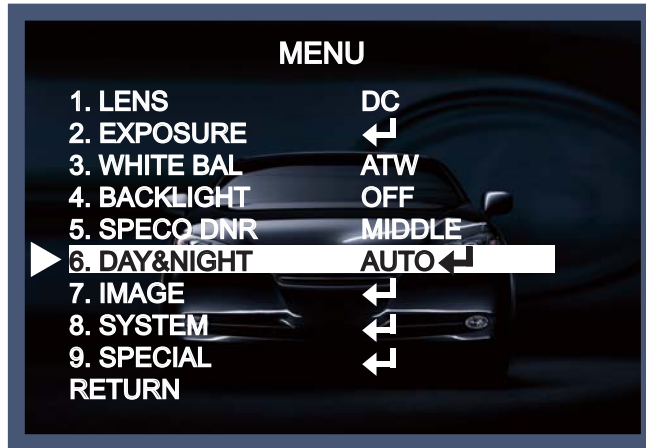 MENU
1. LENS DC
2. EXPOSURE ↵
3. WHITE BAL ATW
4. BACKLIGHT OFF
5. SPECO DNR MIDDLE
6. DAY&NIGHT AUTO ↵
7. IMAGE ↵
8. SYSTEM ↵
9. SPECIAL ↵
RETURN